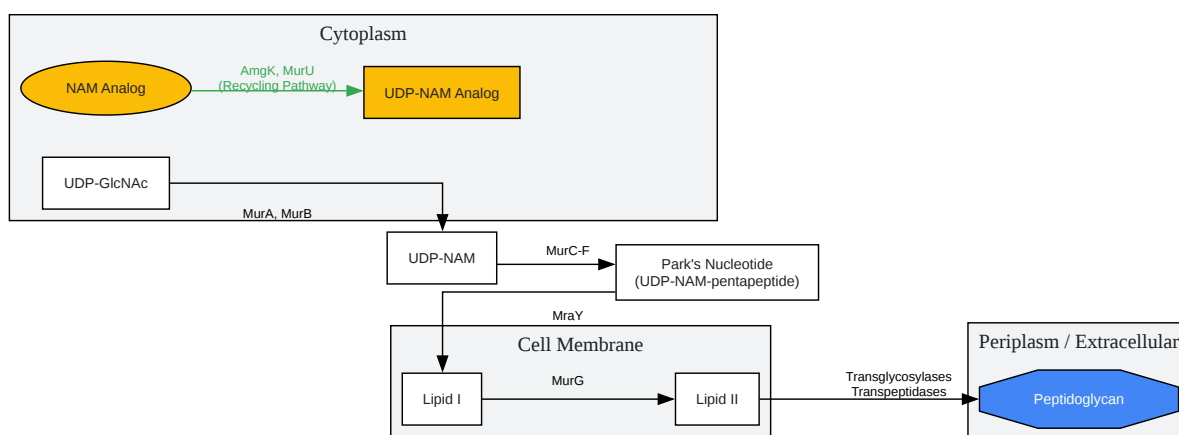 Cytoplasm
NAM Analog
AmgK, MurU
(Recycling Pathway)
UDP-NAM Analog
UDP-GlcNAc
MurA, MurB
UDP-NAM
MurC-F
Park's Nucleotide
(UDP-NAM-pentapeptide)
MraY
Cell Membrane
Lipid I
MurG
Lipid II
Transglycosylases
Transpeptidases
Periplasm / Extracellular
Peptidoglycan